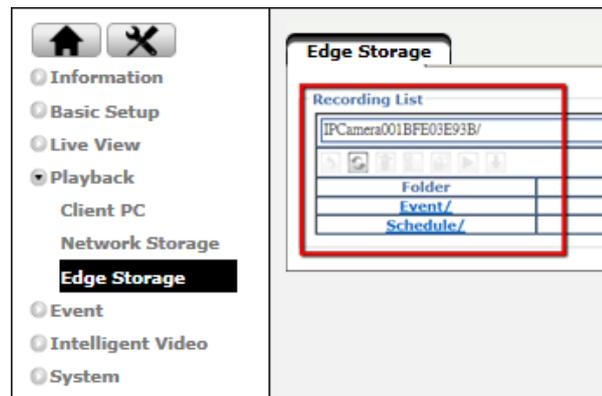 Information
Basic Setup
Live View
Playback
Client PC
Network Storage
Edge Storage
Event
Intelligent Video
System
Edge Storage
Recording List
IPCamera001BFE03E93B/
Folder
Event/
Schedule/